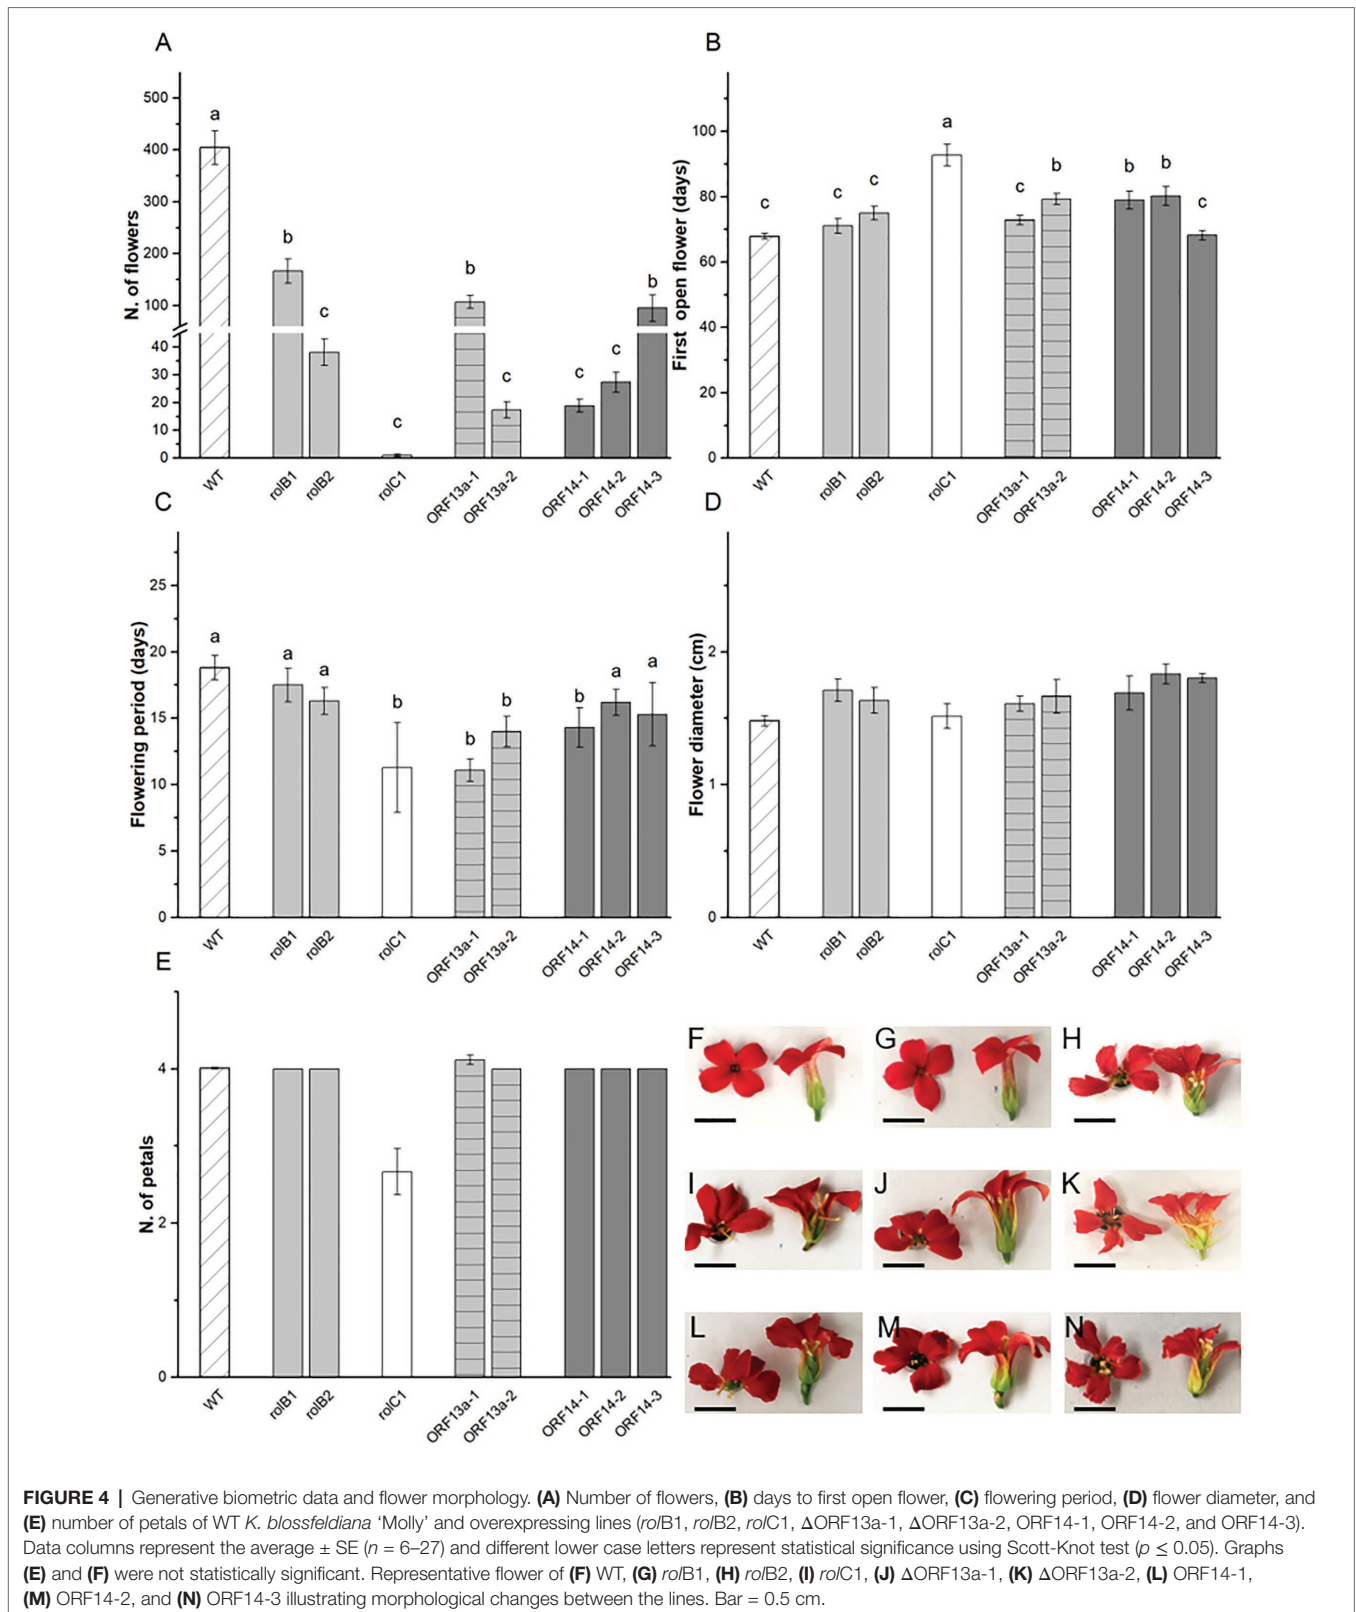 A
N. of flowers
500
400
300
200
100
40
30
20
10
0
a
b
c
c
b
c
c
c
b
WT
rolB1
rolB2
rolC1
ORF13a-1
ORF13a-2
ORF14-1
ORF14-2
ORF14-3
B
First open flower (days)
100
80
60
40
20
0
c
c
c
a
c
b
b
b
c
WT
rolB1
rolB2
rolC1
ORF13a-1
ORF13a-2
ORF14-1
ORF14-2
ORF14-3
C
Flowering period (days)
25
20
15
10
5
0
a
a
a
b
b
b
b
a
a
WT
rolB1
rolB2
rolC1
ORF13a-1
ORF13a-2
ORF14-1
ORF14-2
ORF14-3
D
Flower diameter (cm)
2
1
0
WT
rolB1
rolB2
rolC1
ORF13a-1
ORF13a-2
ORF14-1
ORF14-2
ORF14-3
E
N. of petals
4
2
0
WT
rolB1
rolB2
rolC1
ORF13a-1
ORF13a-2
ORF14-1
ORF14-2
ORF14-3
F
G
H
I
J
K
L
M
N
FIGURE 4 | Generative biometric data and flower morphology. (A) Number of flowers, (B) days to first open flower, (C) flowering period, (D) flower diameter, and
(E) number of petals of WT K. blossfeldiana ‘Molly’ and overexpressing lines (rolB1, rolB2, rolC1, ΔORF13a-1, ΔORF13a-2, ORF14-1, ORF14-2, and ORF14-3).
Data columns represent the average ± SE (n = 6–27) and different lower case letters represent statistical significance using Scott-Knot test (p ≤ 0.05). Graphs
(E) and (F) were not statistically significant. Representative flower of (F) WT, (G) rolB1, (H) rolB2, (I) rolC1, (J) ΔORF13a-1, (K) ΔORF13a-2, (L) ORF14-1,
(M) ORF14-2, and (N) ORF14-3 illustrating morphological changes between the lines. Bar = 0.5 cm.